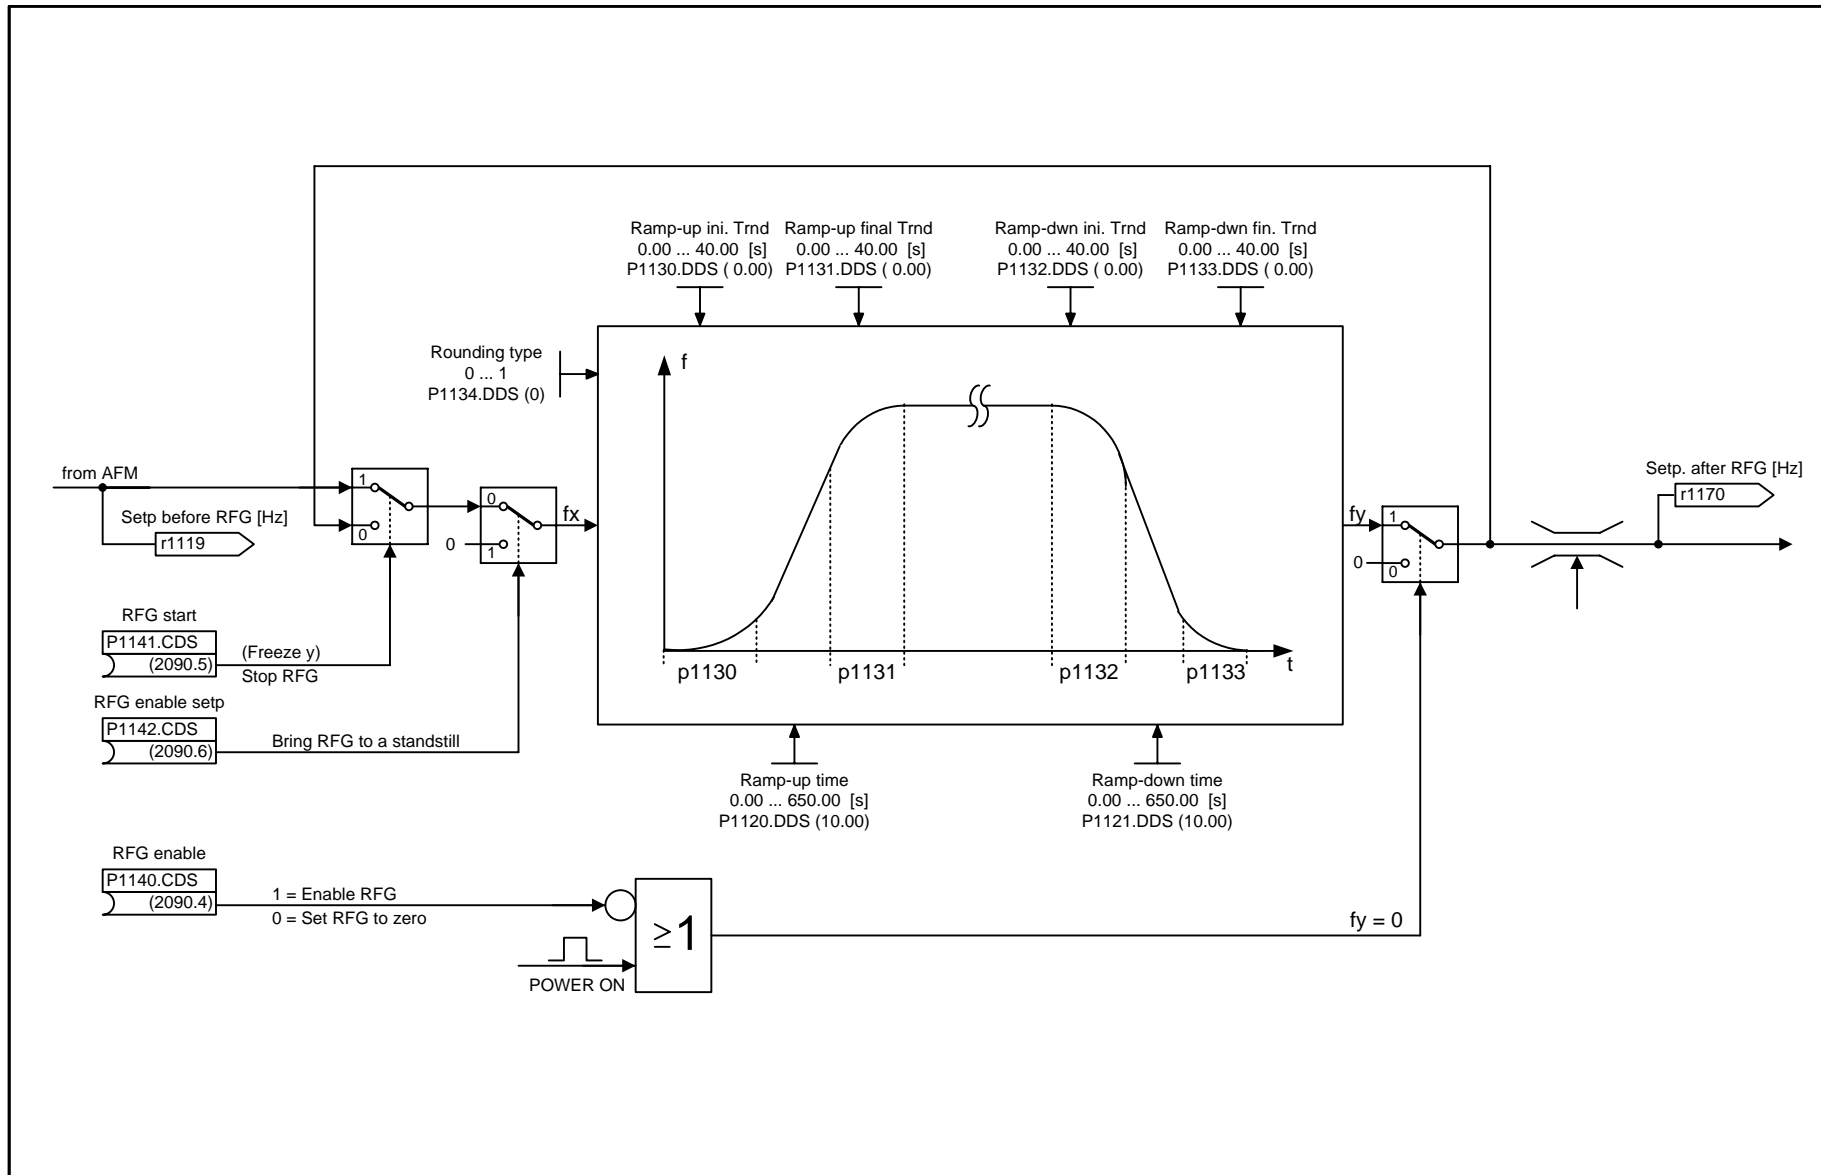 Ramp-up ini. Trnd
0.00 ... 40.00 [s]
P1130.DDS ( 0.00)
Ramp-up final Trnd
0.00 ... 40.00 [s]
P1131.DDS ( 0.00)
Ramp-dwn ini. Trnd
0.00 ... 40.00 [s]
P1132.DDS ( 0.00)
Ramp-dwn fin. Trnd
0.00 ... 40.00 [s]
P1133.DDS ( 0.00)
Rounding type
0 ... 1
P1134.DDS (0)
f
t
p1130
p1131
p1132
p1133
from AFM
Setp before RFG [Hz]
r1119
1
0
0
0
1
fx
fy
1
0
0
Setp. after RFG [Hz]
r1170
RFG start
P1141.CDS
(2090.5)
(Freeze y)
Stop RFG
RFG enable setp
P1142.CDS
(2090.6)
Bring RFG to a standstill
Ramp-up time
0.00 ... 650.00 [s]
P1120.DDS (10.00)
Ramp-down time
0.00 ... 650.00 [s]
P1121.DDS (10.00)
RFG enable
P1140.CDS
(2090.4)
1 = Enable RFG
0 = Set RFG to zero
≥1
POWER ON
fy = 0